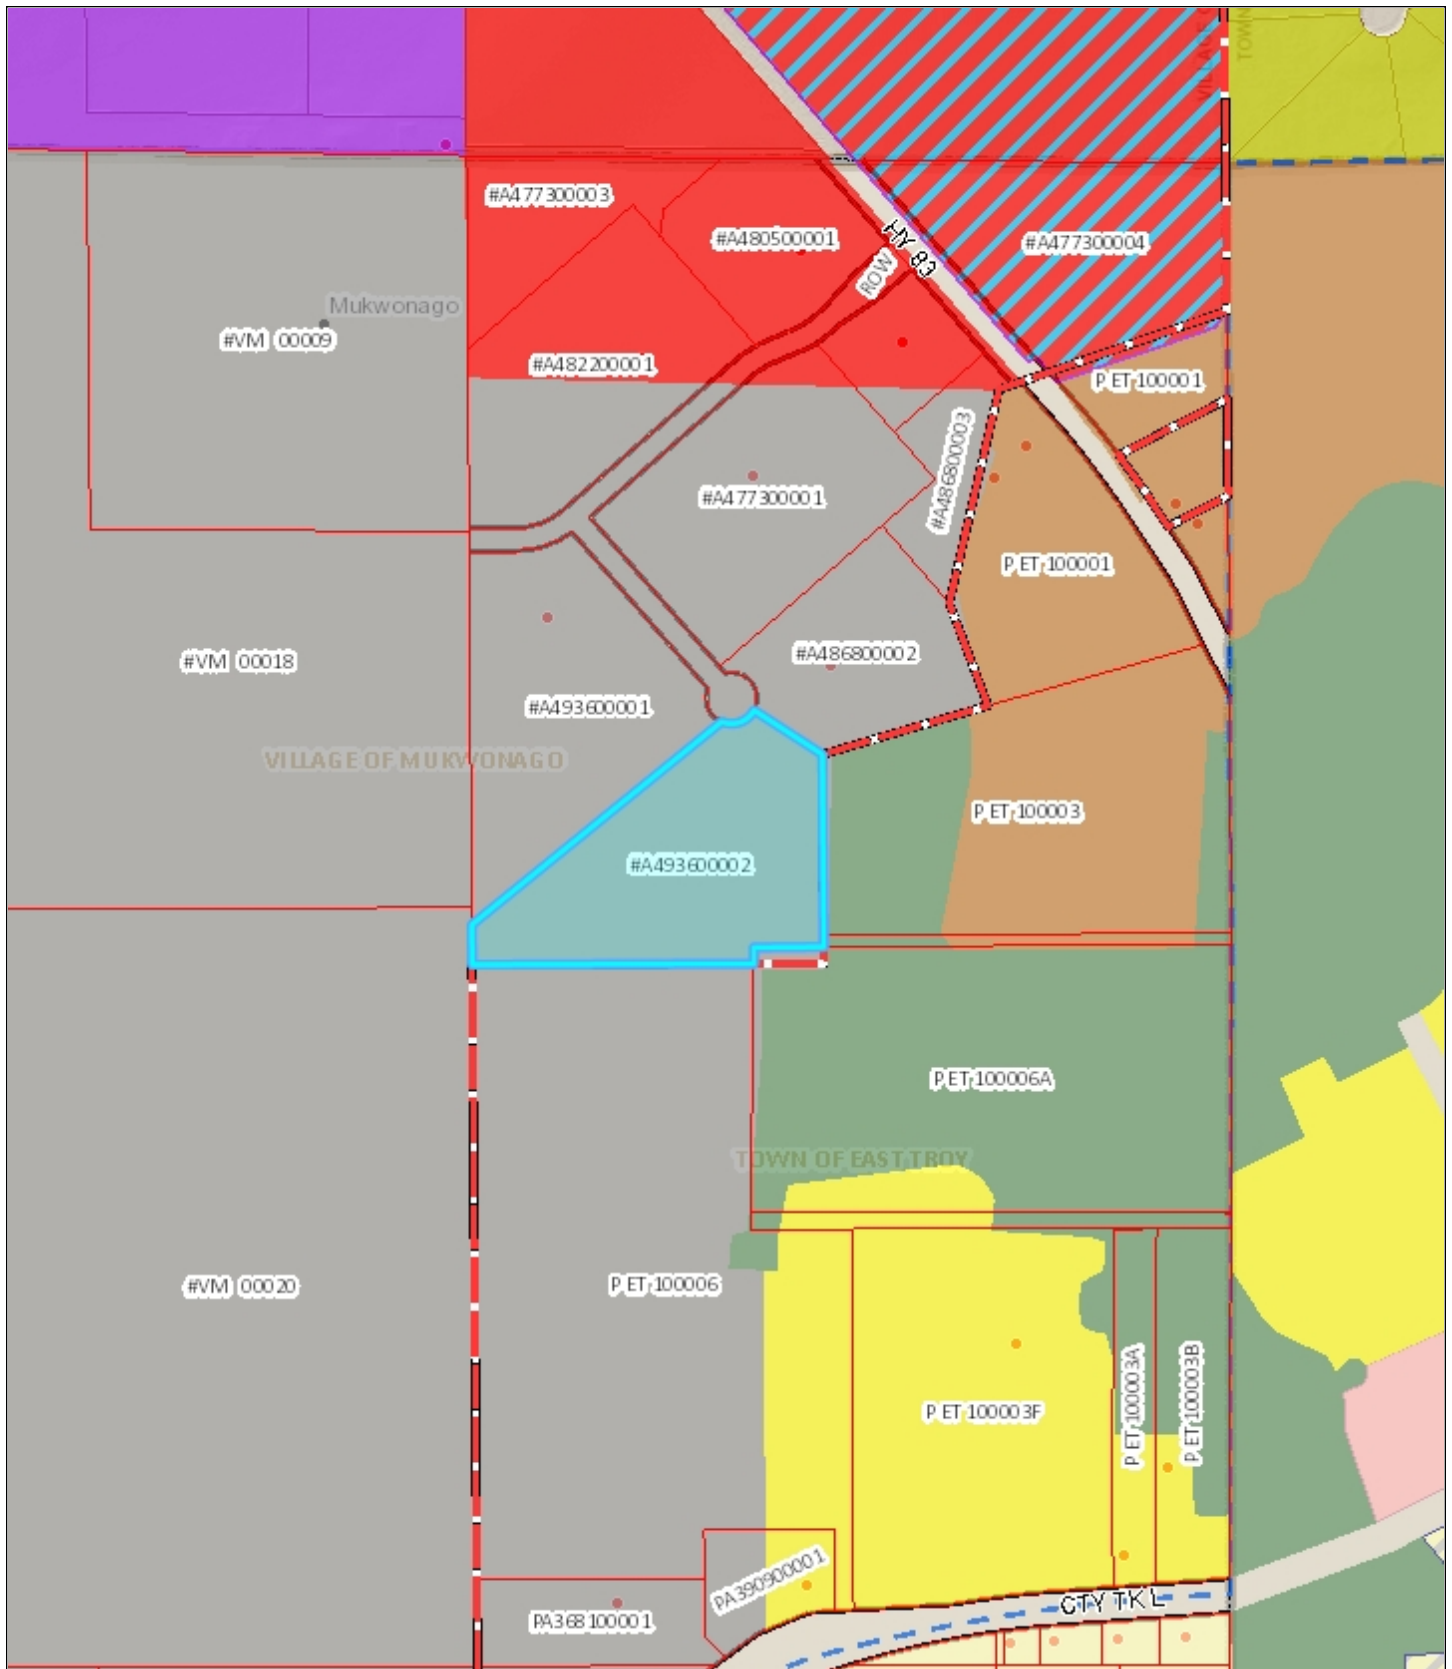 VILLAGE
TOWN
#A477300003
#A480500001
HY 83
ROW
#A477300004
Mukwonago
#VM 00009
#A482200001
P ET 100001
#A486800003
#A477300001
P ET 100001
#VM 00018
#A486800002
#A493600001
VILLAGE OF MUKWONAGO
P ET 100003
#A493600002
P ET 100006A
TOWN OF EAST TROY
#VM 00020
P ET 100006
P ET 100003A
P ET 100003B
P ET 100003F
PA390900001
CTY TK L
PA368100001